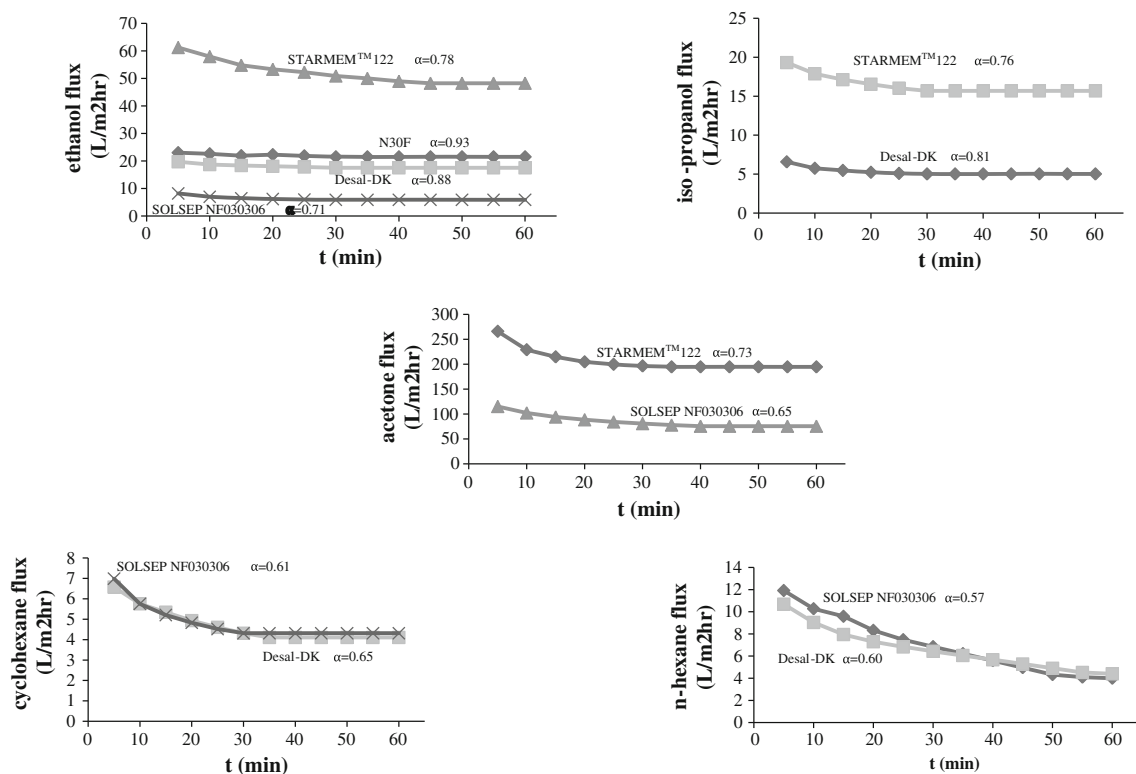 ethanol flux
(L/m2hr)
70
60
50
40
30
20
10
0
STARMEM™122 α=0.78
N30F α=0.93
Desal-DK α=0.88
SOLSEP NF030306 α=0.71
0 10 20 30 40 50 60
t (min)
iso -propanol flux
(L/m2hr)
25
20
15
10
5
0
STARMEM™122 α=0.76
Desal-DK α=0.81
0 10 20 30 40 50 60
t (min)
acetone flux
(L/m2hr)
300
250
200
150
100
50
0
STARMEM™122 α=0.73
SOLSEP NF030306 α=0.65
0 10 20 30 40 50 60
t (min)
cyclohexane flux
(L/m2hr)
8
7
6
5
4
3
2
1
0
SOLSEP NF030306 α=0.61
Desal-DK α=0.65
0 10 20 30 40 50 60
t (min)
n-hexane flux
(L/m2hr)
14
12
10
8
6
4
2
0
SOLSEP NF030306 α=0.57
Desal-DK α=0.60
0 10 20 30 40 50 60
t (min)